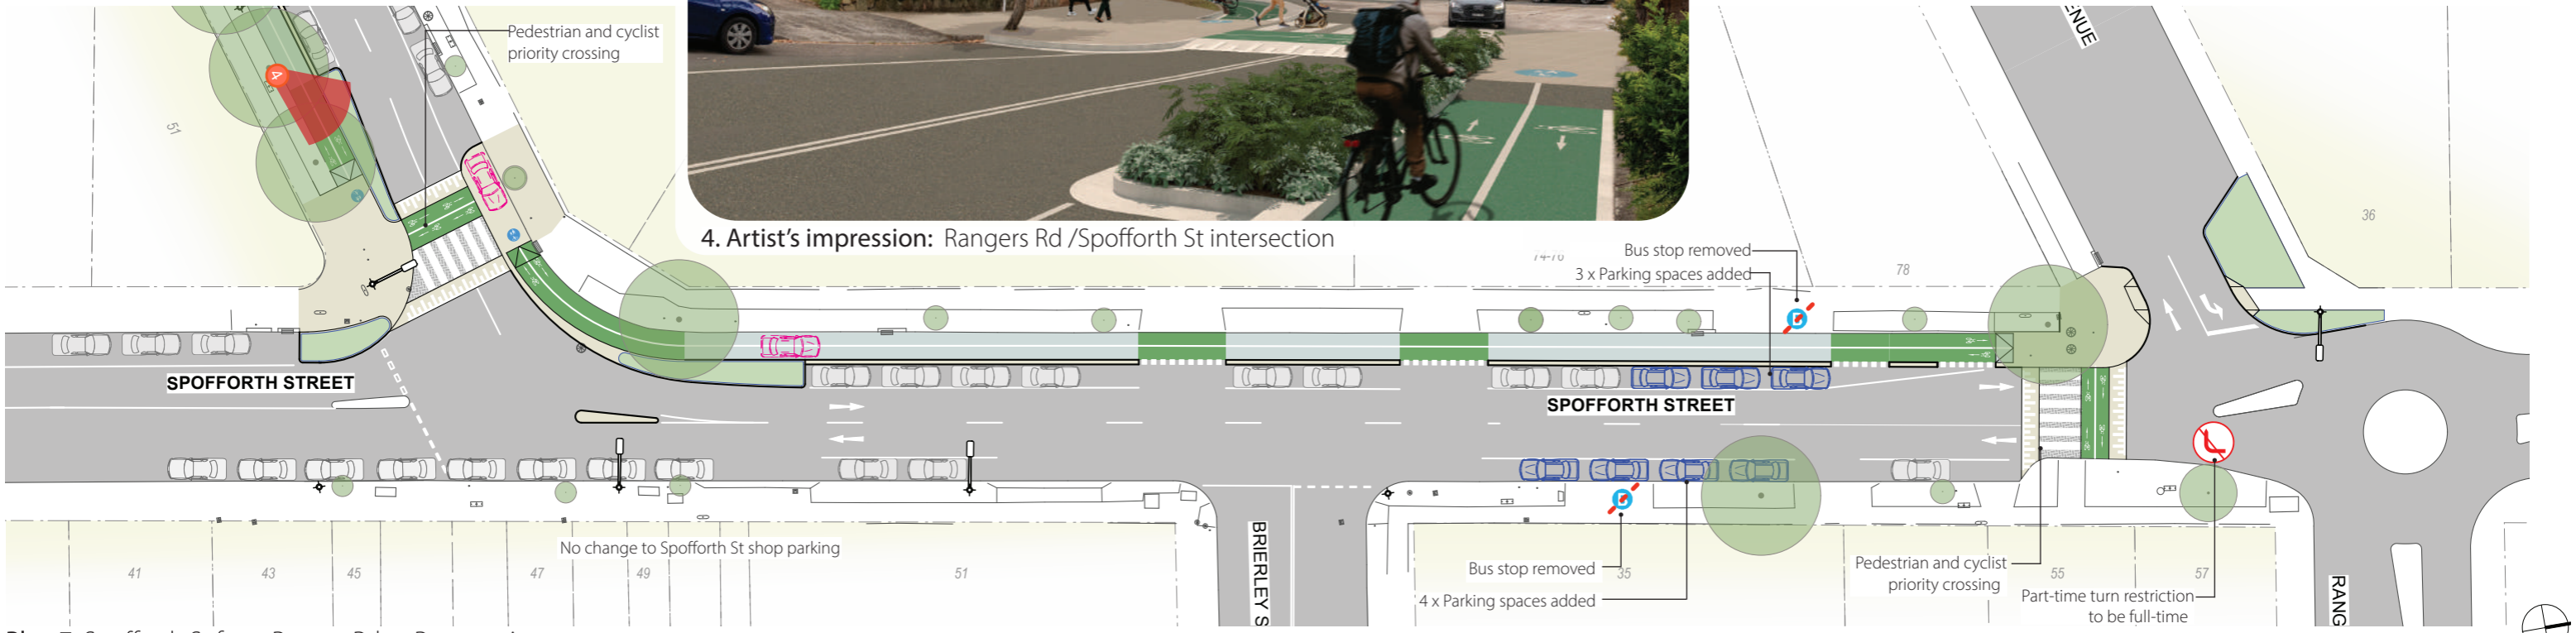 Pedestrian and cyclist
priority crossing
4
51
4. Artist's impression: Rangers Rd /Spofforth St intersection
Bus stop removed
3 x Parking spaces added
78
36
SPOFFORTH STREET
SPOFFORTH STREET
No change to Spofforth St shop parking
41
43
45
47
49
51
BRIERLEY S
Bus stop removed
35
4 x Parking spaces added
Pedestrian and cyclist
priority crossing
55
57
Part-time turn restriction
to be full-time
RANG